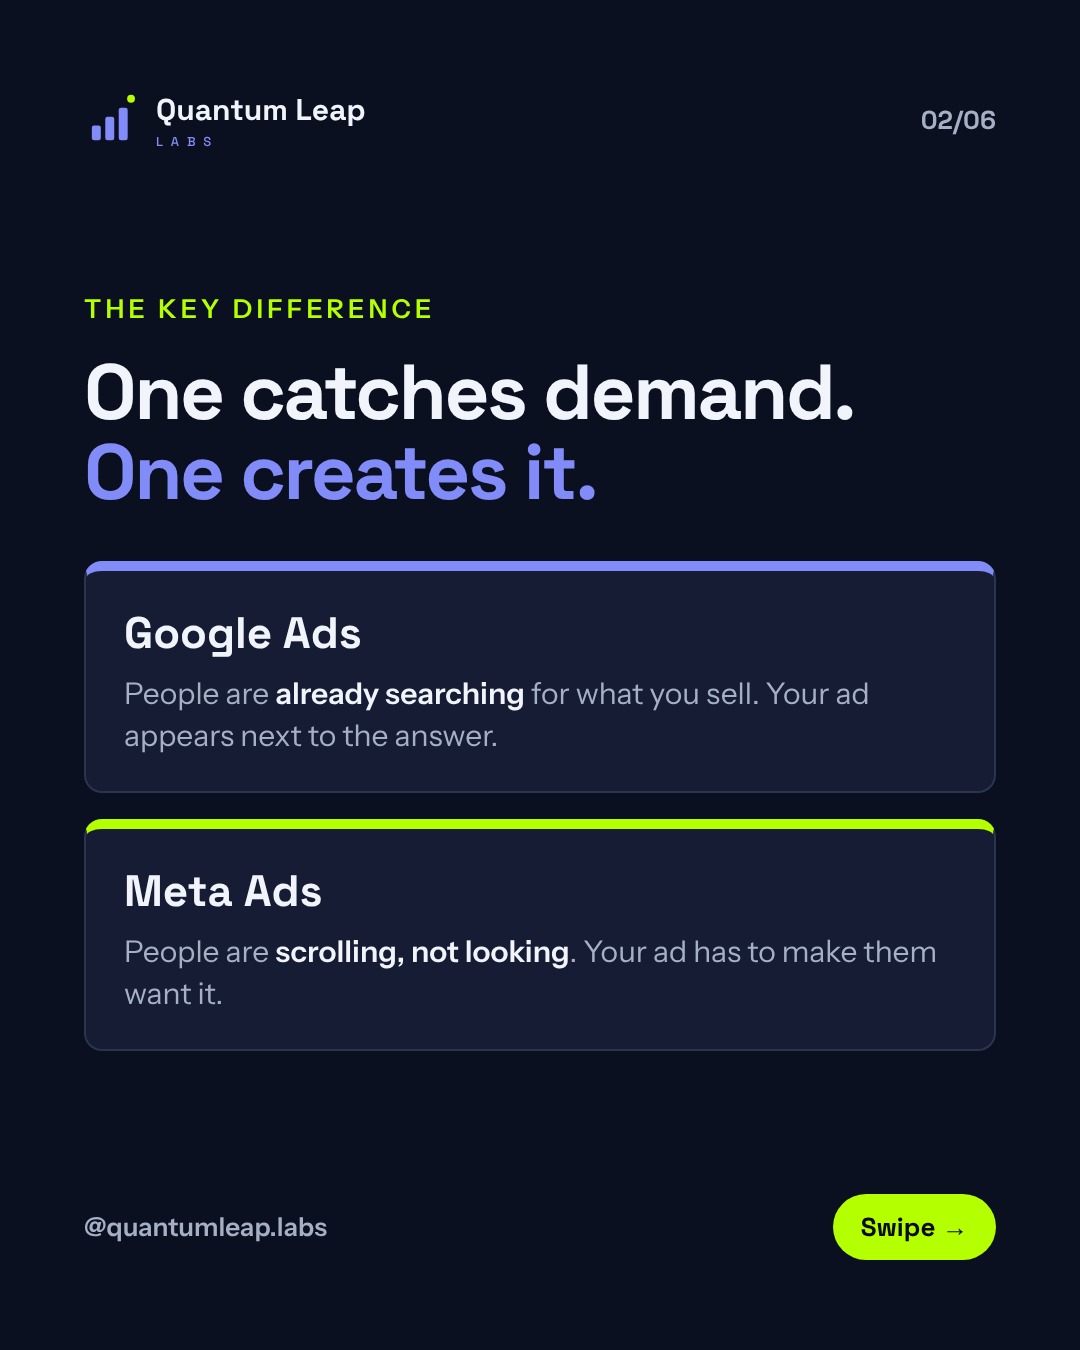 Quantum Leap
LABS
02/06
THE KEY DIFFERENCE
One catches demand.
One creates it.
Google Ads
People are already searching for what you sell. Your ad
appears next to the answer.
Meta Ads
People are scrolling, not looking. Your ad has to make them
want it.
@quantumleap.labs
Swipe →